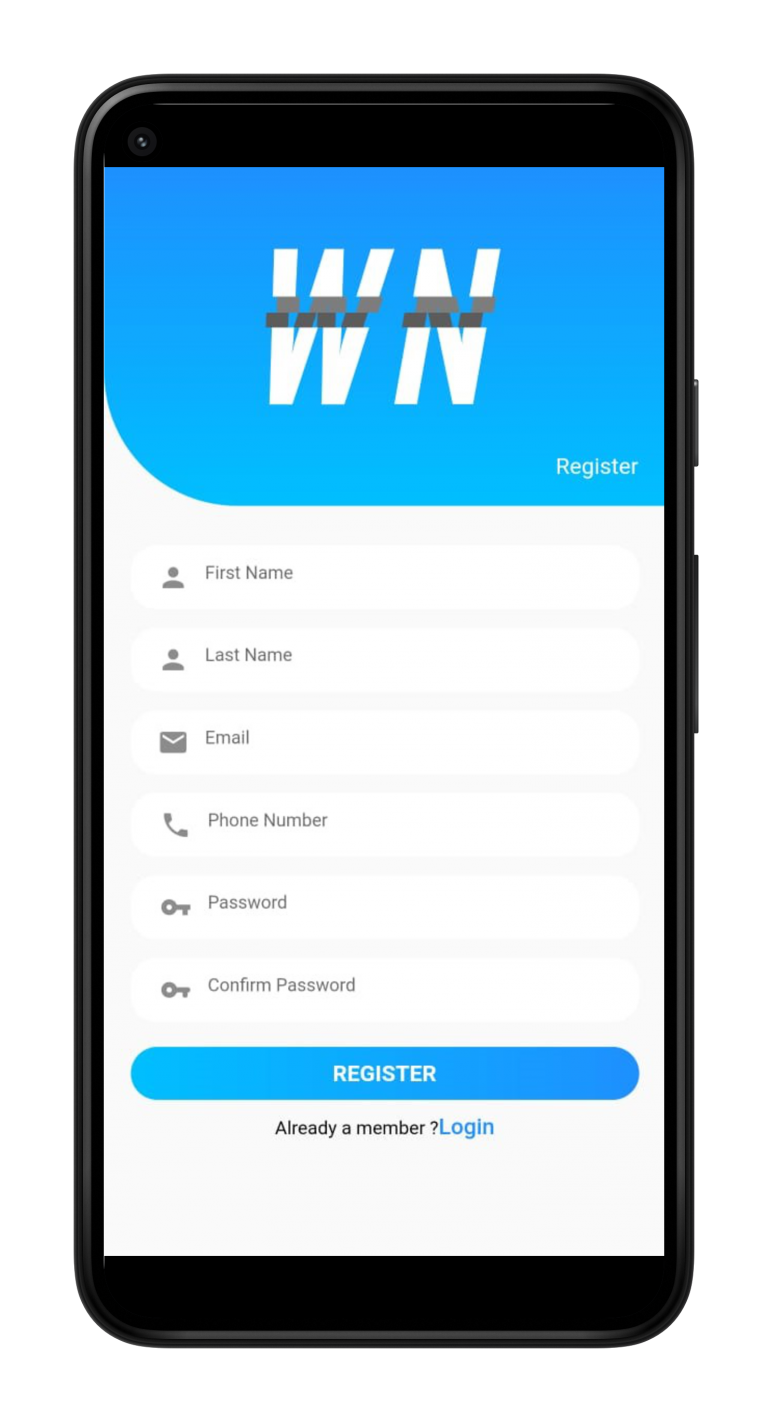 WN
Register
First Name
Last Name
Email
Phone Number
Password
Confirm Password
REGISTER
Already a member ?Login